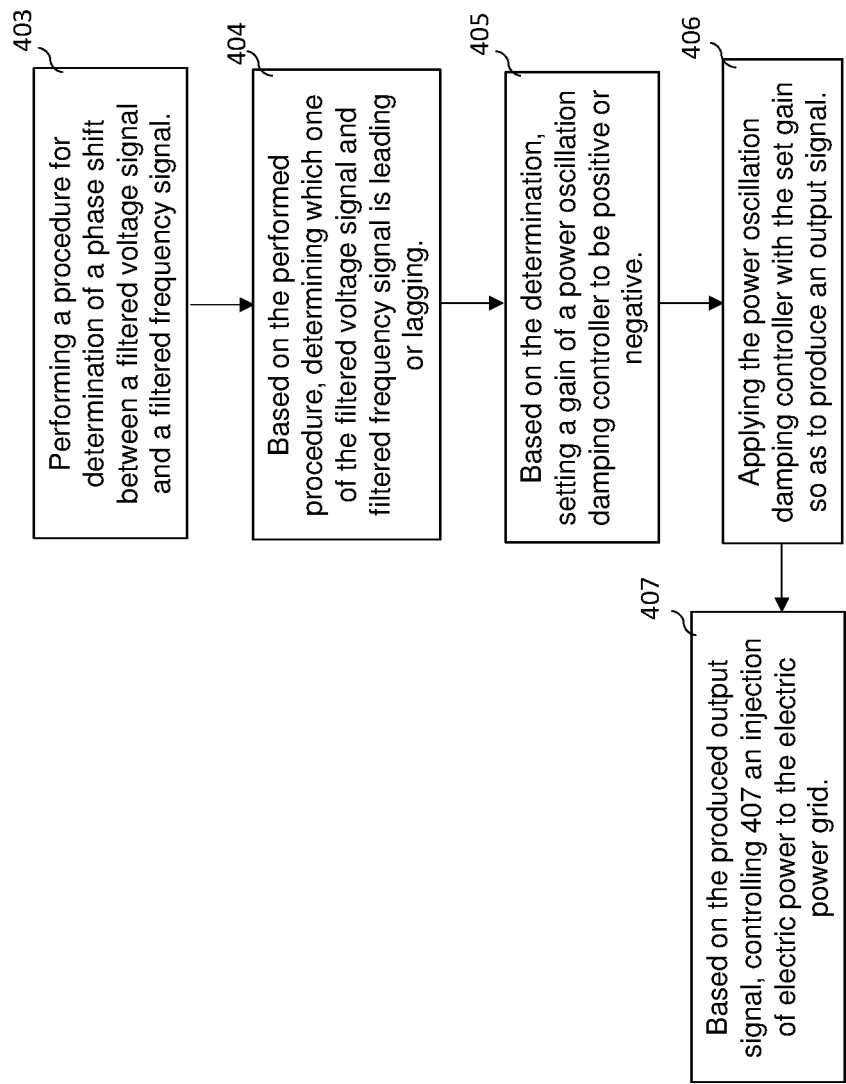 403
Performing a procedure for
determination of a phase shift
between a filtered voltage signal
and a filtered frequency signal.
404
Based on the performed
procedure, determining which one
of the filtered voltage signal and
filtered frequency signal is leading
or lagging.
405
Based on the determination,
setting a gain of a power oscillation
damping controller to be positive or
negative.
406
Applying the power oscillation
damping controller with the set gain
so as to produce an output signal.
407
Based on the produced output
signal, controlling 407 an injection
of electric power to the electric
power grid.